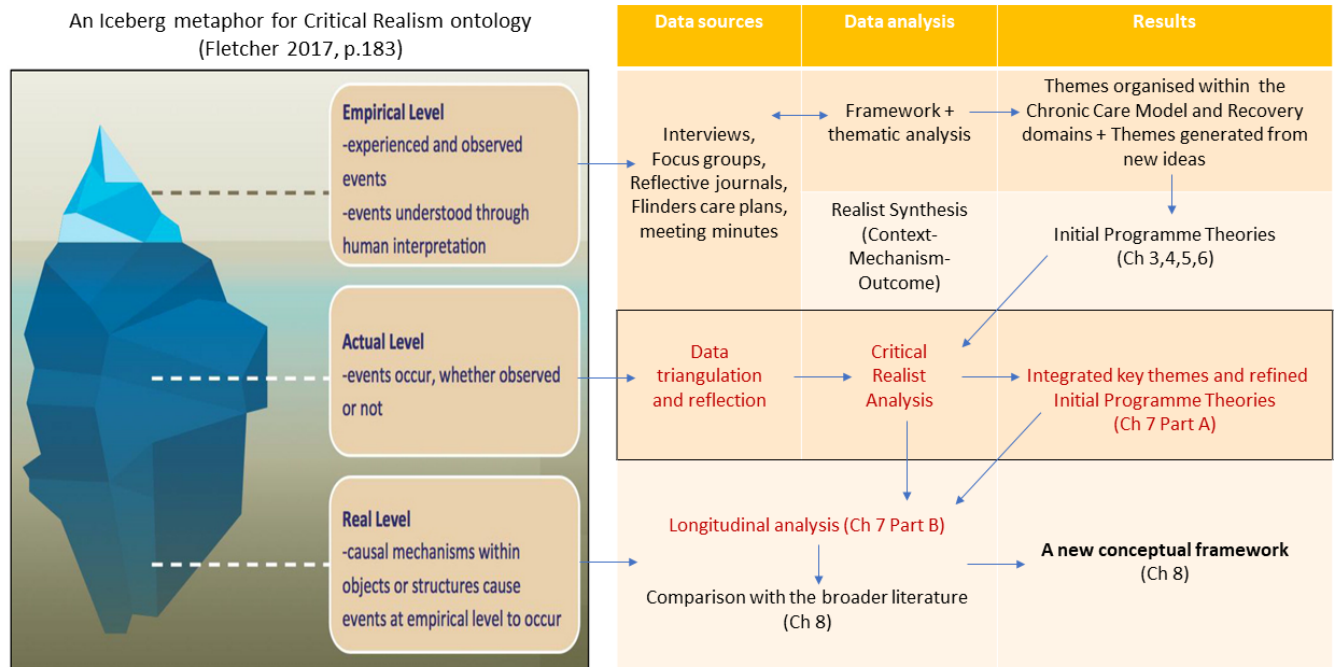 An Iceberg metaphor for Critical Realism ontology
(Fletcher 2017, p.183)
Empirical Level
-experienced and observed
events
-events understood through
human interpretation
Actual Level
-events occur, whether observed
or not
Real Level
-causal mechanisms within
objects or structures cause
events at empirical level to occur
Data sources
Data analysis
Results
Interviews,
Focus groups,
Reflective journals,
Flinders care plans,
meeting minutes
Framework +
thematic analysis
Themes organised within the
Chronic Care Model and Recovery
domains + Themes generated from
new ideas
Realist Synthesis
(Context-
Mechanism-
Outcome)
Initial Programme Theories
(Ch 3,4,5,6)
Data
triangulation
and reflection
Critical
Realist
Analysis
Integrated key themes and refined
Initial Programme Theories
(Ch 7 Part A)
Longitudinal analysis (Ch 7 Part B)
Comparison with the broader literature
(Ch 8)
A new conceptual framework
(Ch 8)